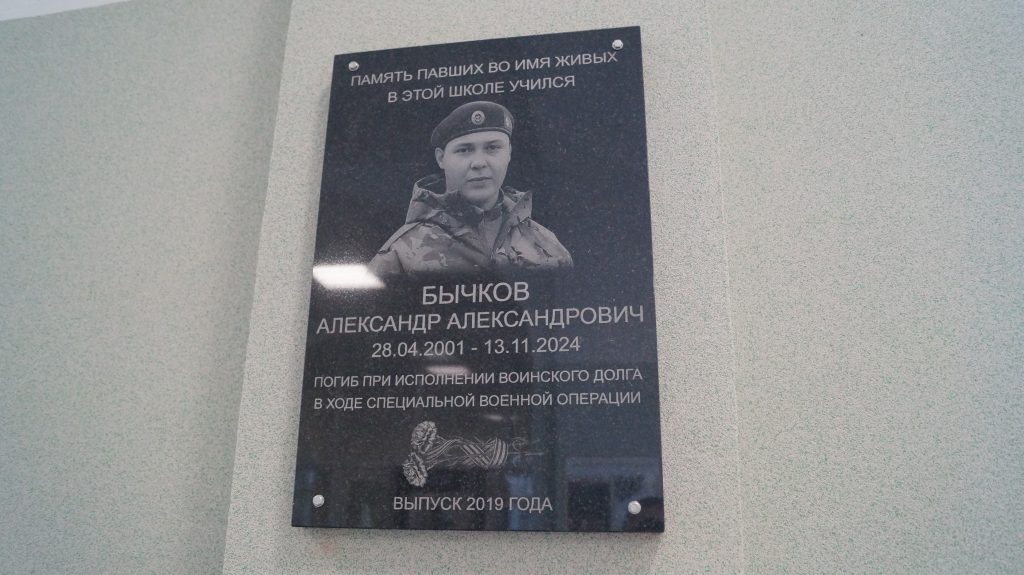 ПАМЯТЬ ПАВШИХ ВО ИМЯ ЖИВЫХ
В ЭТОЙ ШКОЛЕ УЧИЛСЯ
БЫЧКОВ
АЛЕКСАНДР АЛЕКСАНДРОВИЧ
28.04.2001 - 13.11.2024
ПОГИБ ПРИ ИСПОЛНЕНИИ ВОИНСКОГО ДОЛГА
В ХОДЕ СПЕЦИАЛЬНОЙ ВОЕННОЙ ОПЕРАЦИИ
ВЫПУСК 2019 ГОДА